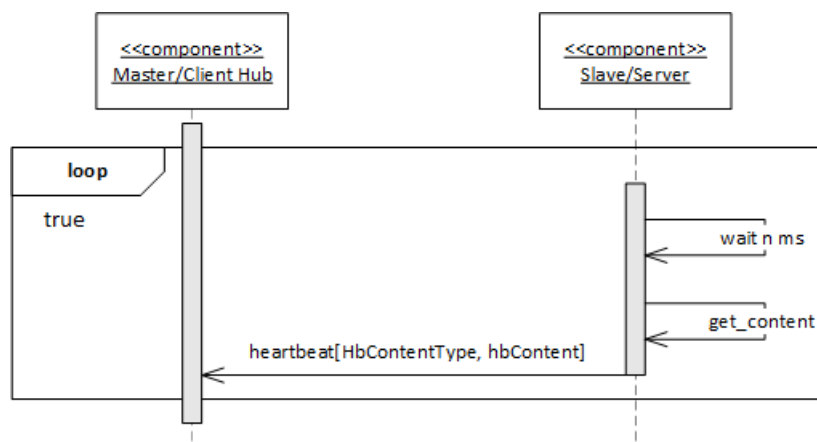 <<component>>
Master/Client Hub
<<component>>
Slave/Server
loop
true
wait n ms
get_content
heartbeat[HbContentType, hbContent]